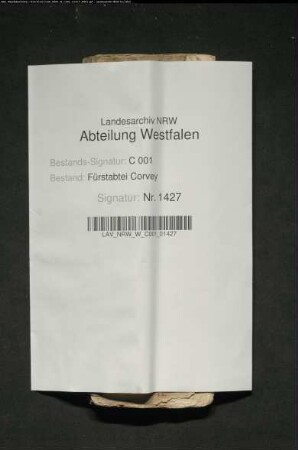 Landesarchiv NRW
Abteilung Westfalen
Bestands-Signatur: C 001
Bestand: Fürstabtei Corvey
Signatur: Nr. 1427
LAV_NRW_W_C001_01427